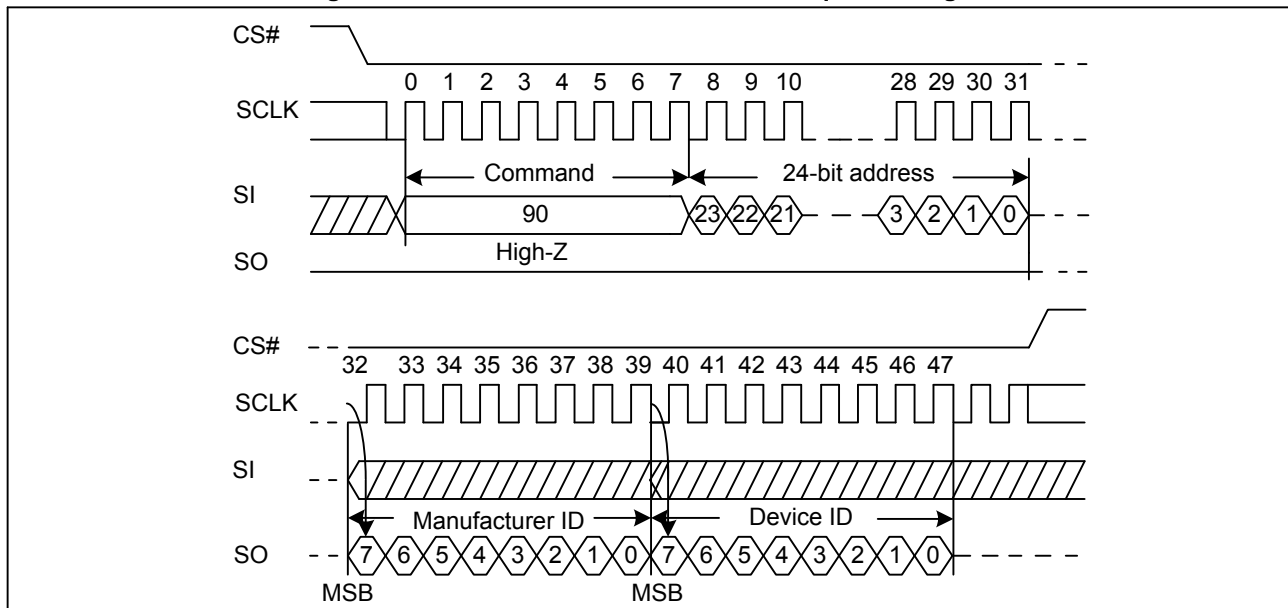 CS#
0 1 2 3 4 5 6 7 8 9 10 28 29 30 31
SCLK
Command 24-bit address
SI
90 23 22 21 3 2 1 0
High-Z
SO
CS#
32 33 34 35 36 37 38 39 40 41 42 43 44 45 46 47
SCLK
SI
Manufacturer ID Device ID
SO 7 6 5 4 3 2 1 0 7 6 5 4 3 2 1 0
MSB MSB